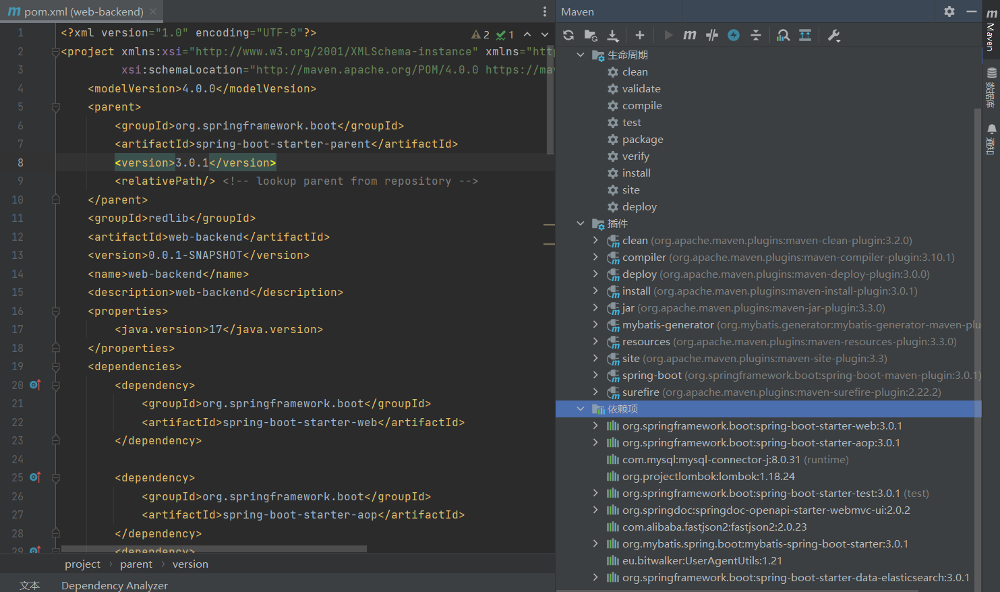 pom.xml (web-backend)
1 <?xml version="1.0" encoding="UTF-8"?>
2 1
2 <project xmlns:xsi="http://www.w3.org/2001/XMLSchema-instance" xmlns="htt
3 xsi:schemaLocation="http://maven.apache.org/POM/4.0.0 https://mav
4 <modelVersion>4.0.0</modelVersion>
5 <parent>
6 <groupId>org.springframework.boot</groupId>
7 <artifactId>spring-boot-starter-parent</artifactId>
8 <version>3.0.1</version>
9 <relativePath/> <!-- lookup parent from repository -->
10 </parent>
11 <groupId>redlib</groupId>
12 <artifactId>web-backend</artifactId>
13 <version>0.0.1-SNAPSHOT</version>
14 <name>web-backend</name>
15 <description>web-backend</description>
16 <properties>
17 <java.version>17</java.version>
18 </properties>
19 <dependencies>
20 <dependency>
21 <groupId>org.springframework.boot</groupId>
22 <artifactId>spring-boot-starter-web</artifactId>
23 </dependency>
24
25 <dependency>
26 <groupId>org.springframework.boot</groupId>
27 <artifactId>spring-boot-starter-aop</artifactId>
28 </dependency>
29 <dependency>
project > parent > version
文本 Dependency Analyzer
Maven
生命周期
clean
validate
compile
test
package
verify
install
site
deploy
插件
clean (org.apache.maven.plugins:maven-clean-plugin:3.2.0)
compiler (org.apache.maven.plugins:maven-compiler-plugin:3.10.1)
deploy (org.apache.maven.plugins:maven-deploy-plugin:3.0.0)
install (org.apache.maven.plugins:maven-install-plugin:3.0.1)
jar (org.apache.maven.plugins:maven-jar-plugin:3.3.0)
mybatis-generator (org.mybatis.generator:mybatis-generator-maven-plu
resources (org.apache.maven.plugins:maven-resources-plugin:3.3.0)
site (org.apache.maven.plugins:maven-site-plugin:3.3)
spring-boot (org.springframework.boot:spring-boot-maven-plugin:3.0.1)
surefire (org.apache.maven.plugins:maven-surefire-plugin:2.22.2)
依赖项
org.springframework.boot:spring-boot-starter-web:3.0.1
org.springframework.boot:spring-boot-starter-aop:3.0.1
com.mysql:mysql-connector-j:8.0.31 (runtime)
org.projectlombok:lombok:1.18.24
org.springframework.boot:spring-boot-starter-test:3.0.1 (test)
org.springdoc:springdoc-openapi-starter-webmvc-ui:2.0.2
com.alibaba.fastjson2:fastjson2:2.0.23
org.mybatis.spring.boot:mybatis-spring-boot-starter:3.0.1
eu.bitwalker:UserAgentUtils:1.21
org.springframework.boot:spring-boot-starter-data-elasticsearch:3.0.1
Maven
数据库
通知